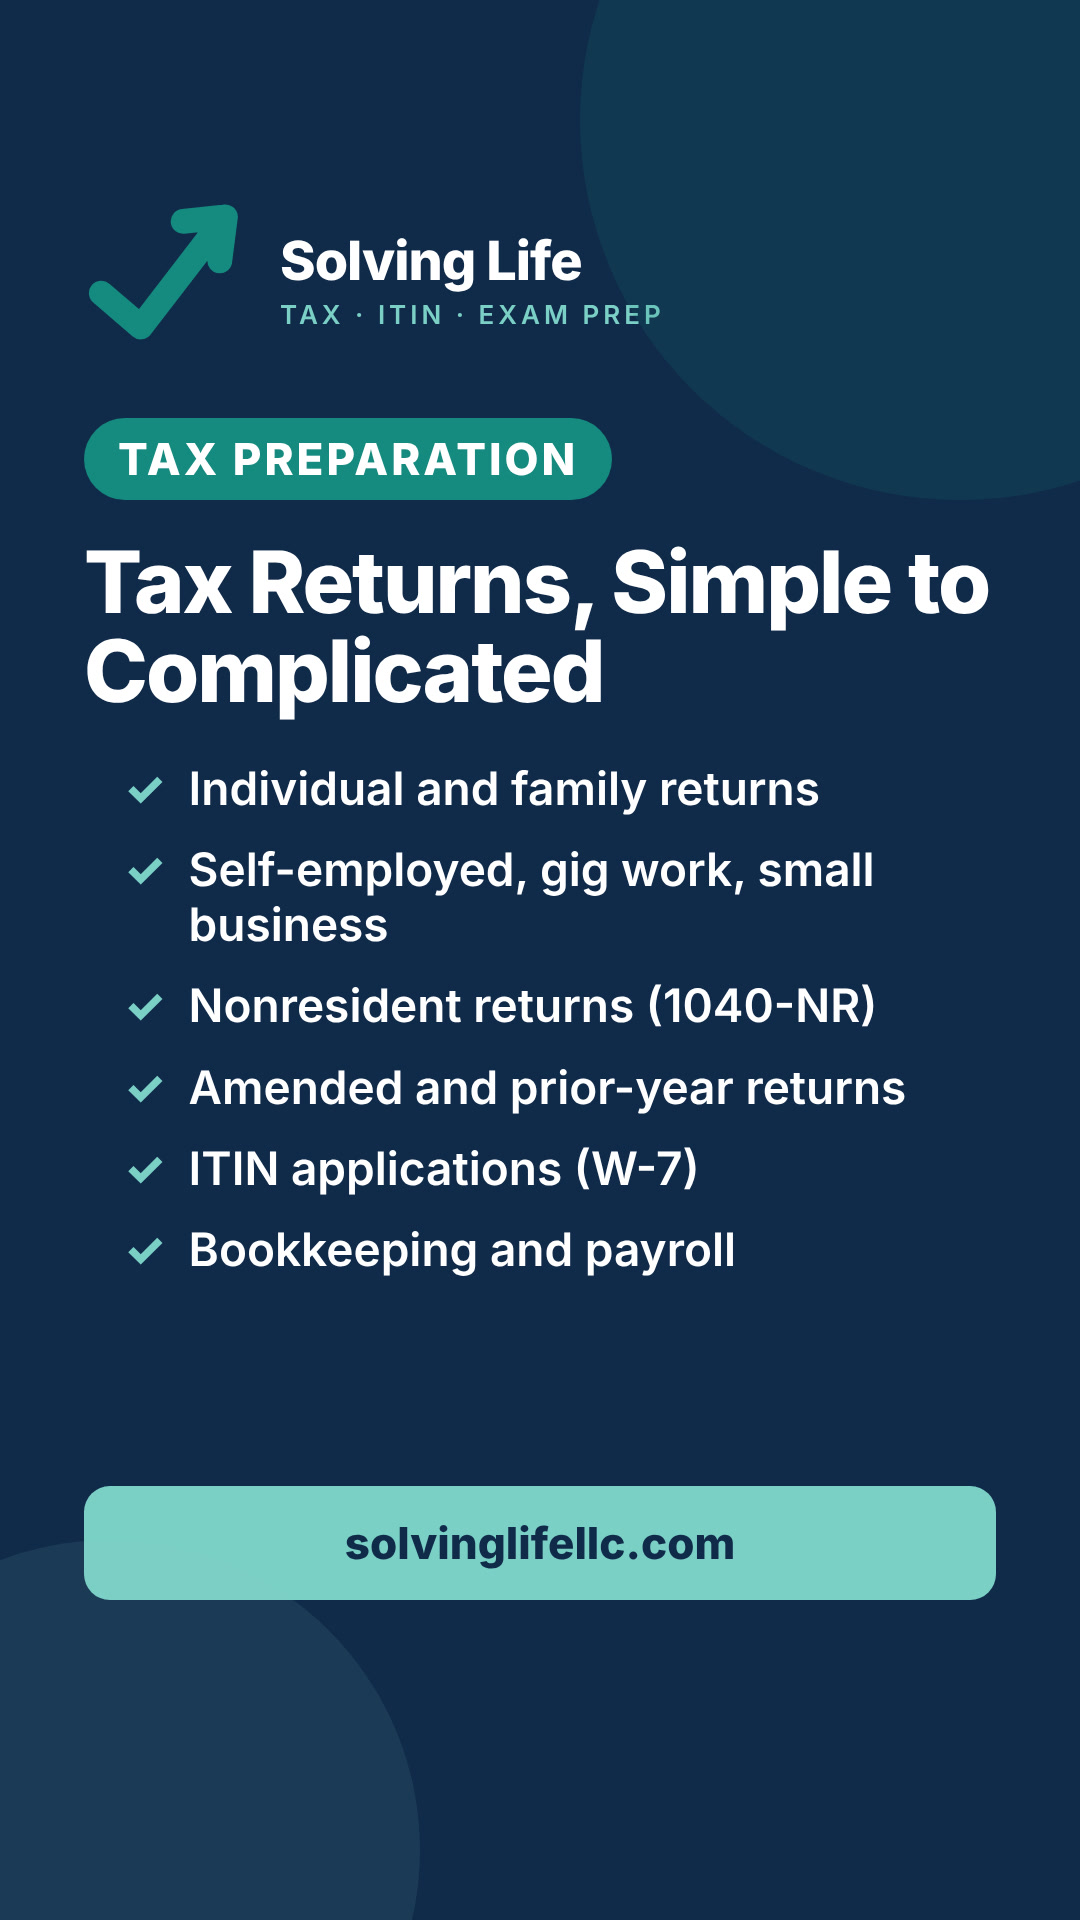 Solving Life
TAX · ITIN · EXAM PREP
TAX PREPARATION
Tax Returns, Simple to
Complicated
Individual and family returns
Self-employed, gig work, small
business
Nonresident returns (1040-NR)
Amended and prior-year returns
ITIN applications (W-7)
Bookkeeping and payroll
solvinglifellc.com